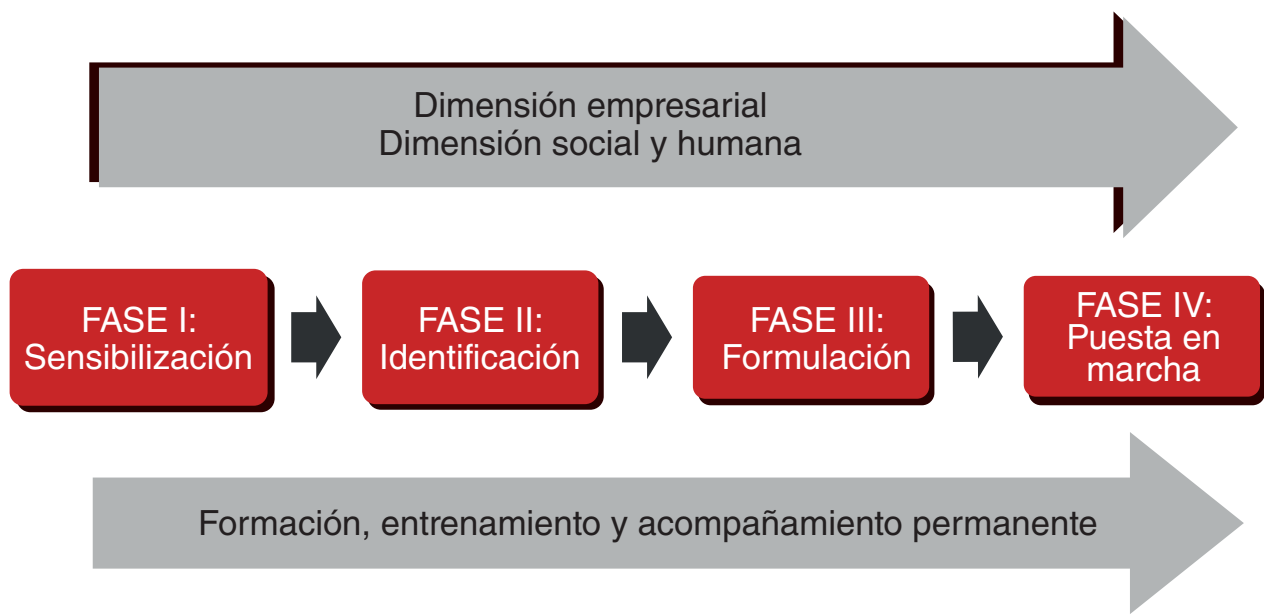 Dimensión empresarial
Dimensión social y humana
FASE I:
Sensibilización
FASE II:
Identificación
FASE III:
Formulación
FASE IV:
Puesta en
marcha
Formación, entrenamiento y acompañamiento permanente